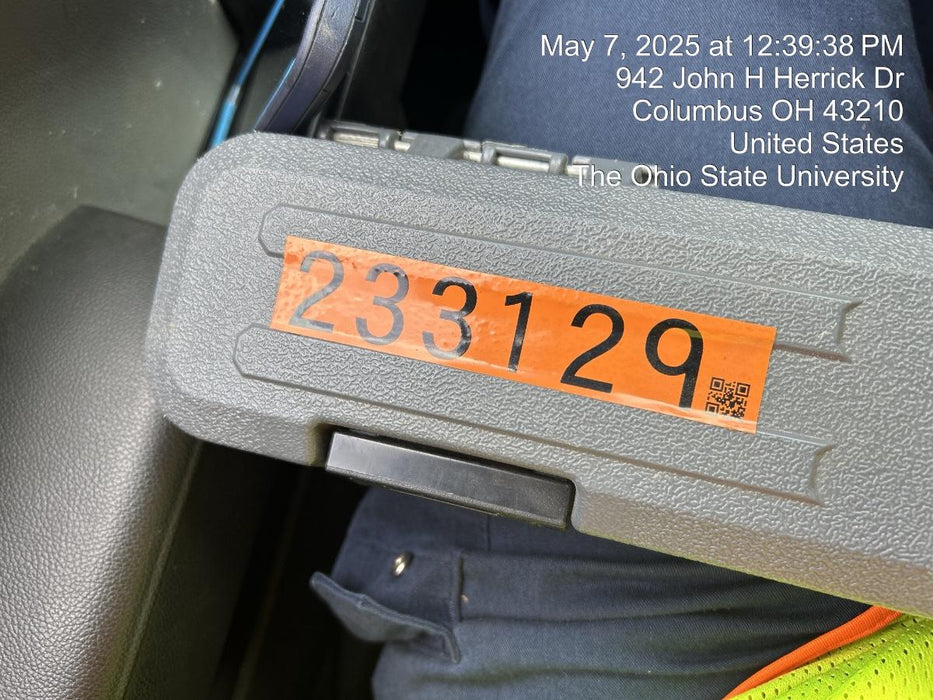 May 7, 2025 at 12:39:38 PM
942 John H Herrick Dr
Columbus OH 43210
United States
The Ohio State University
233129